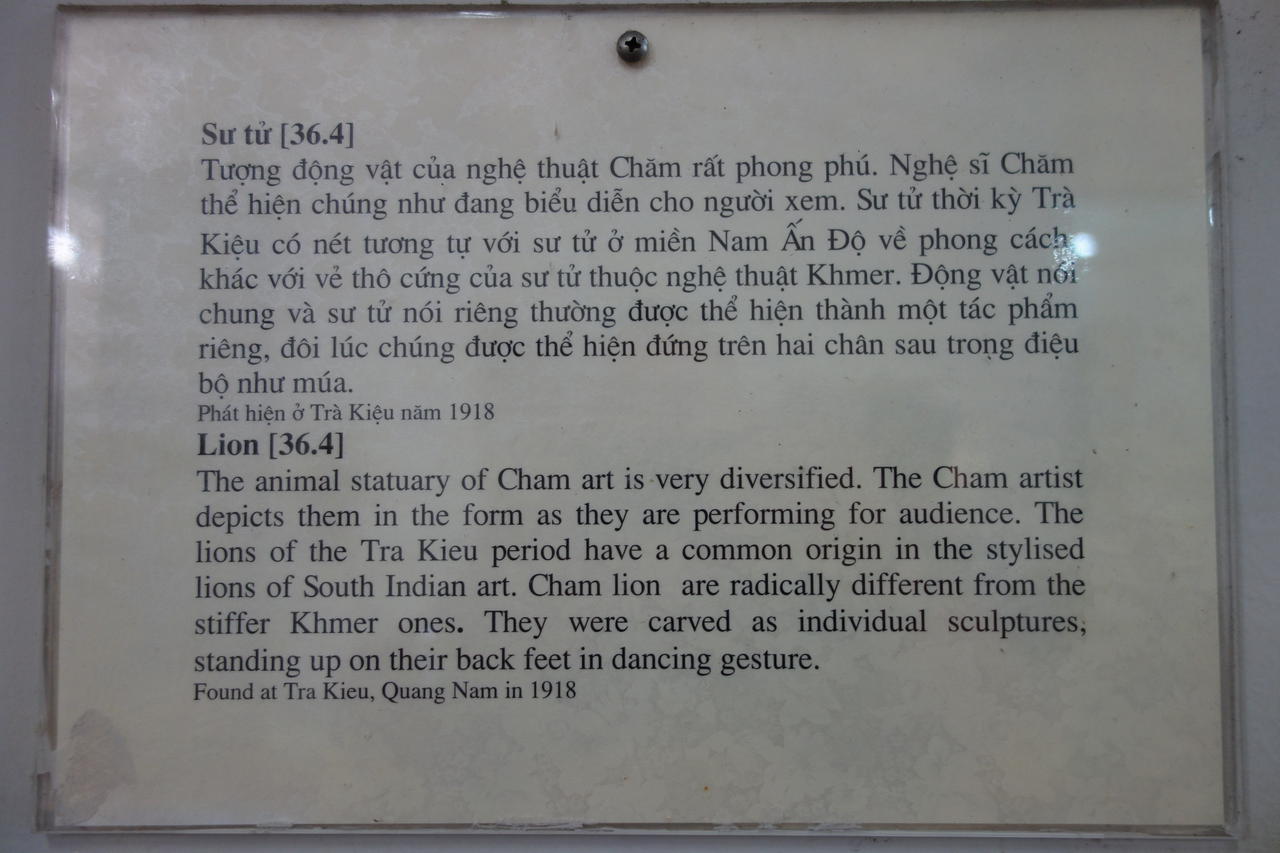 Sư tử [36.4]
Tượng động vật của nghệ thuật Chăm rất phong phú. Nghệ sĩ Chăm
thể hiện chúng như đang biểu diễn cho người xem. Sư tử thời kỳ Trà
Kiệu có nét tương tự với sư tử ở miền Nam Ấn Độ về phong cách
khác với vẻ thô cứng của sư tử thuộc nghệ thuật Khmer. Động vật nói
chung và sư tử nói riêng thường được thể hiện thành một tác phẩm
riêng, đôi lúc chúng được thể hiện đứng trên hai chân sau trong điệu
bộ như múa.
Phát hiện ở Trà Kiệu năm 1918
Lion [36.4]
The animal statuary of Cham art is very diversified. The Cham artist
depicts them in the form as they are performing for audience. The
lions of the Tra Kieu period have a common origin in the stylised
lions of South Indian art. Cham lion are radically different from the
stiffer Khmer ones. They were carved as individual sculptures,
standing up on their back feet in dancing gesture.
Found at Tra Kieu, Quang Nam in 1918